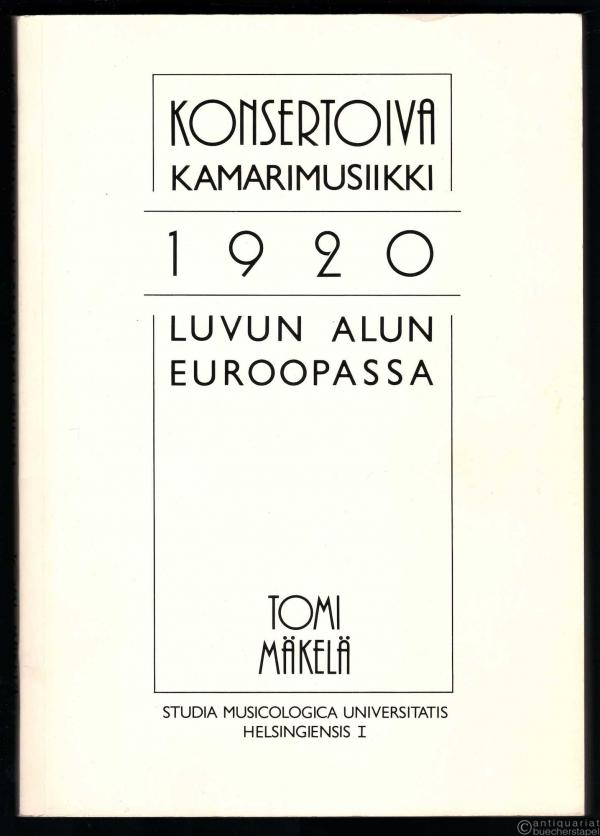 KONSERTOIVA
KAMARIMUSIIKKI
1920
LUVUN ALUN
EUROOPASSA
TOMI
MÄKELÄ
STUDIA MUSICOLOGICA UNIVERSITATIS
HELSINGIENSIS I
antiquariat
buecherstapel